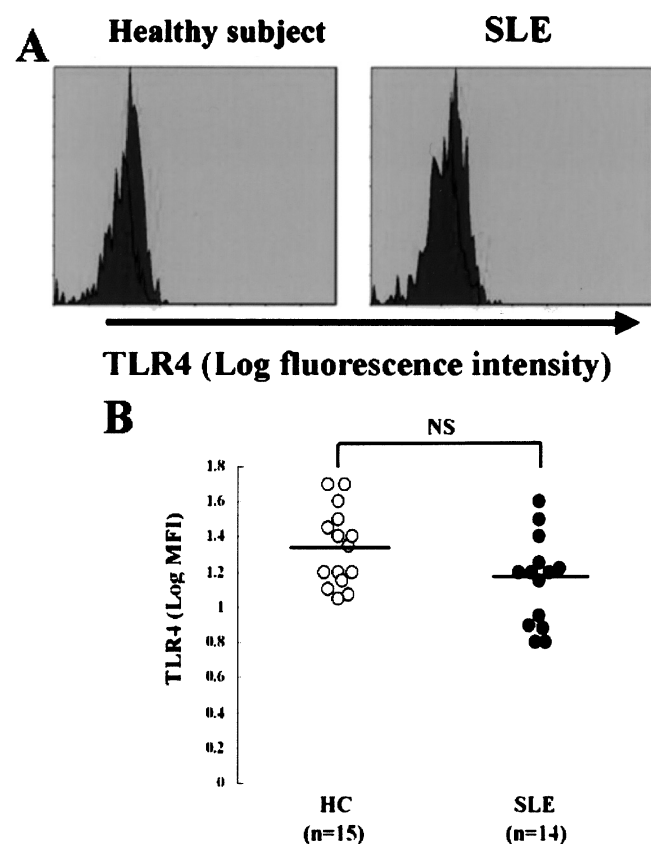 A
Healthy subject
SLE
TLR4 (Log fluorescence intensity)
B
NS
TLR4 (Log MFI)
1.8
1.6
1.4
1.2
1
0.8
0.6
0.4
0.2
0
HC
(n=15)
SLE
(n=14)